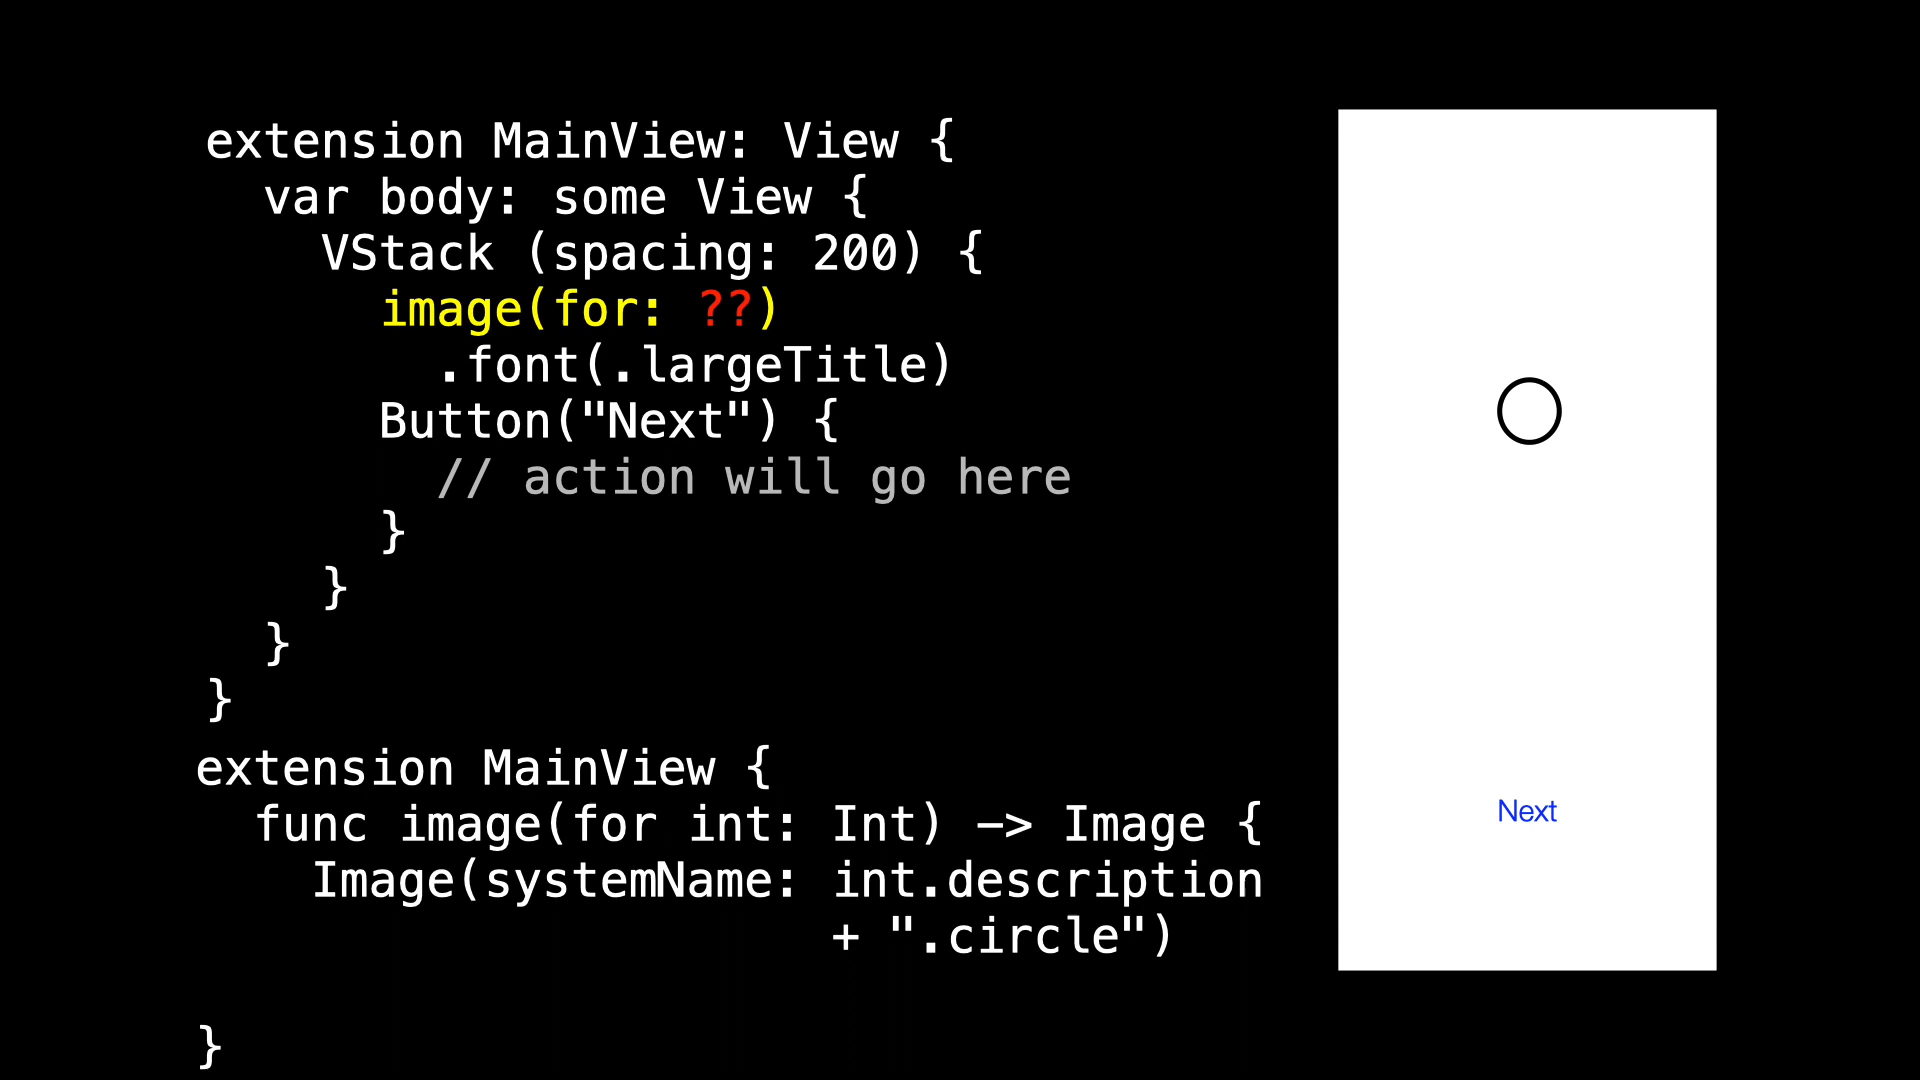 extension MainView: View {
var body: some View {
VStack (spacing: 200) {
image(for: ??)
.font(.largeTitle)
Button("Next") {
// action will go here
}
}
}
}
extension MainView {
func image(for int: Int) -> Image {
Image(systemName: int.description
+ ".circle")
}
Next